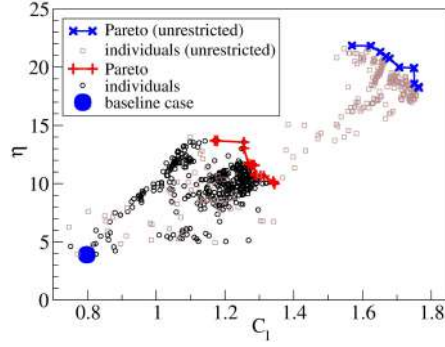 25
20
15
η
10
5
0
Pareto (unrestricted)
individuals (unrestricted)
Pareto
individuals
baseline case
0.8 1 1.2 1.4 1.6 1.8
C_l